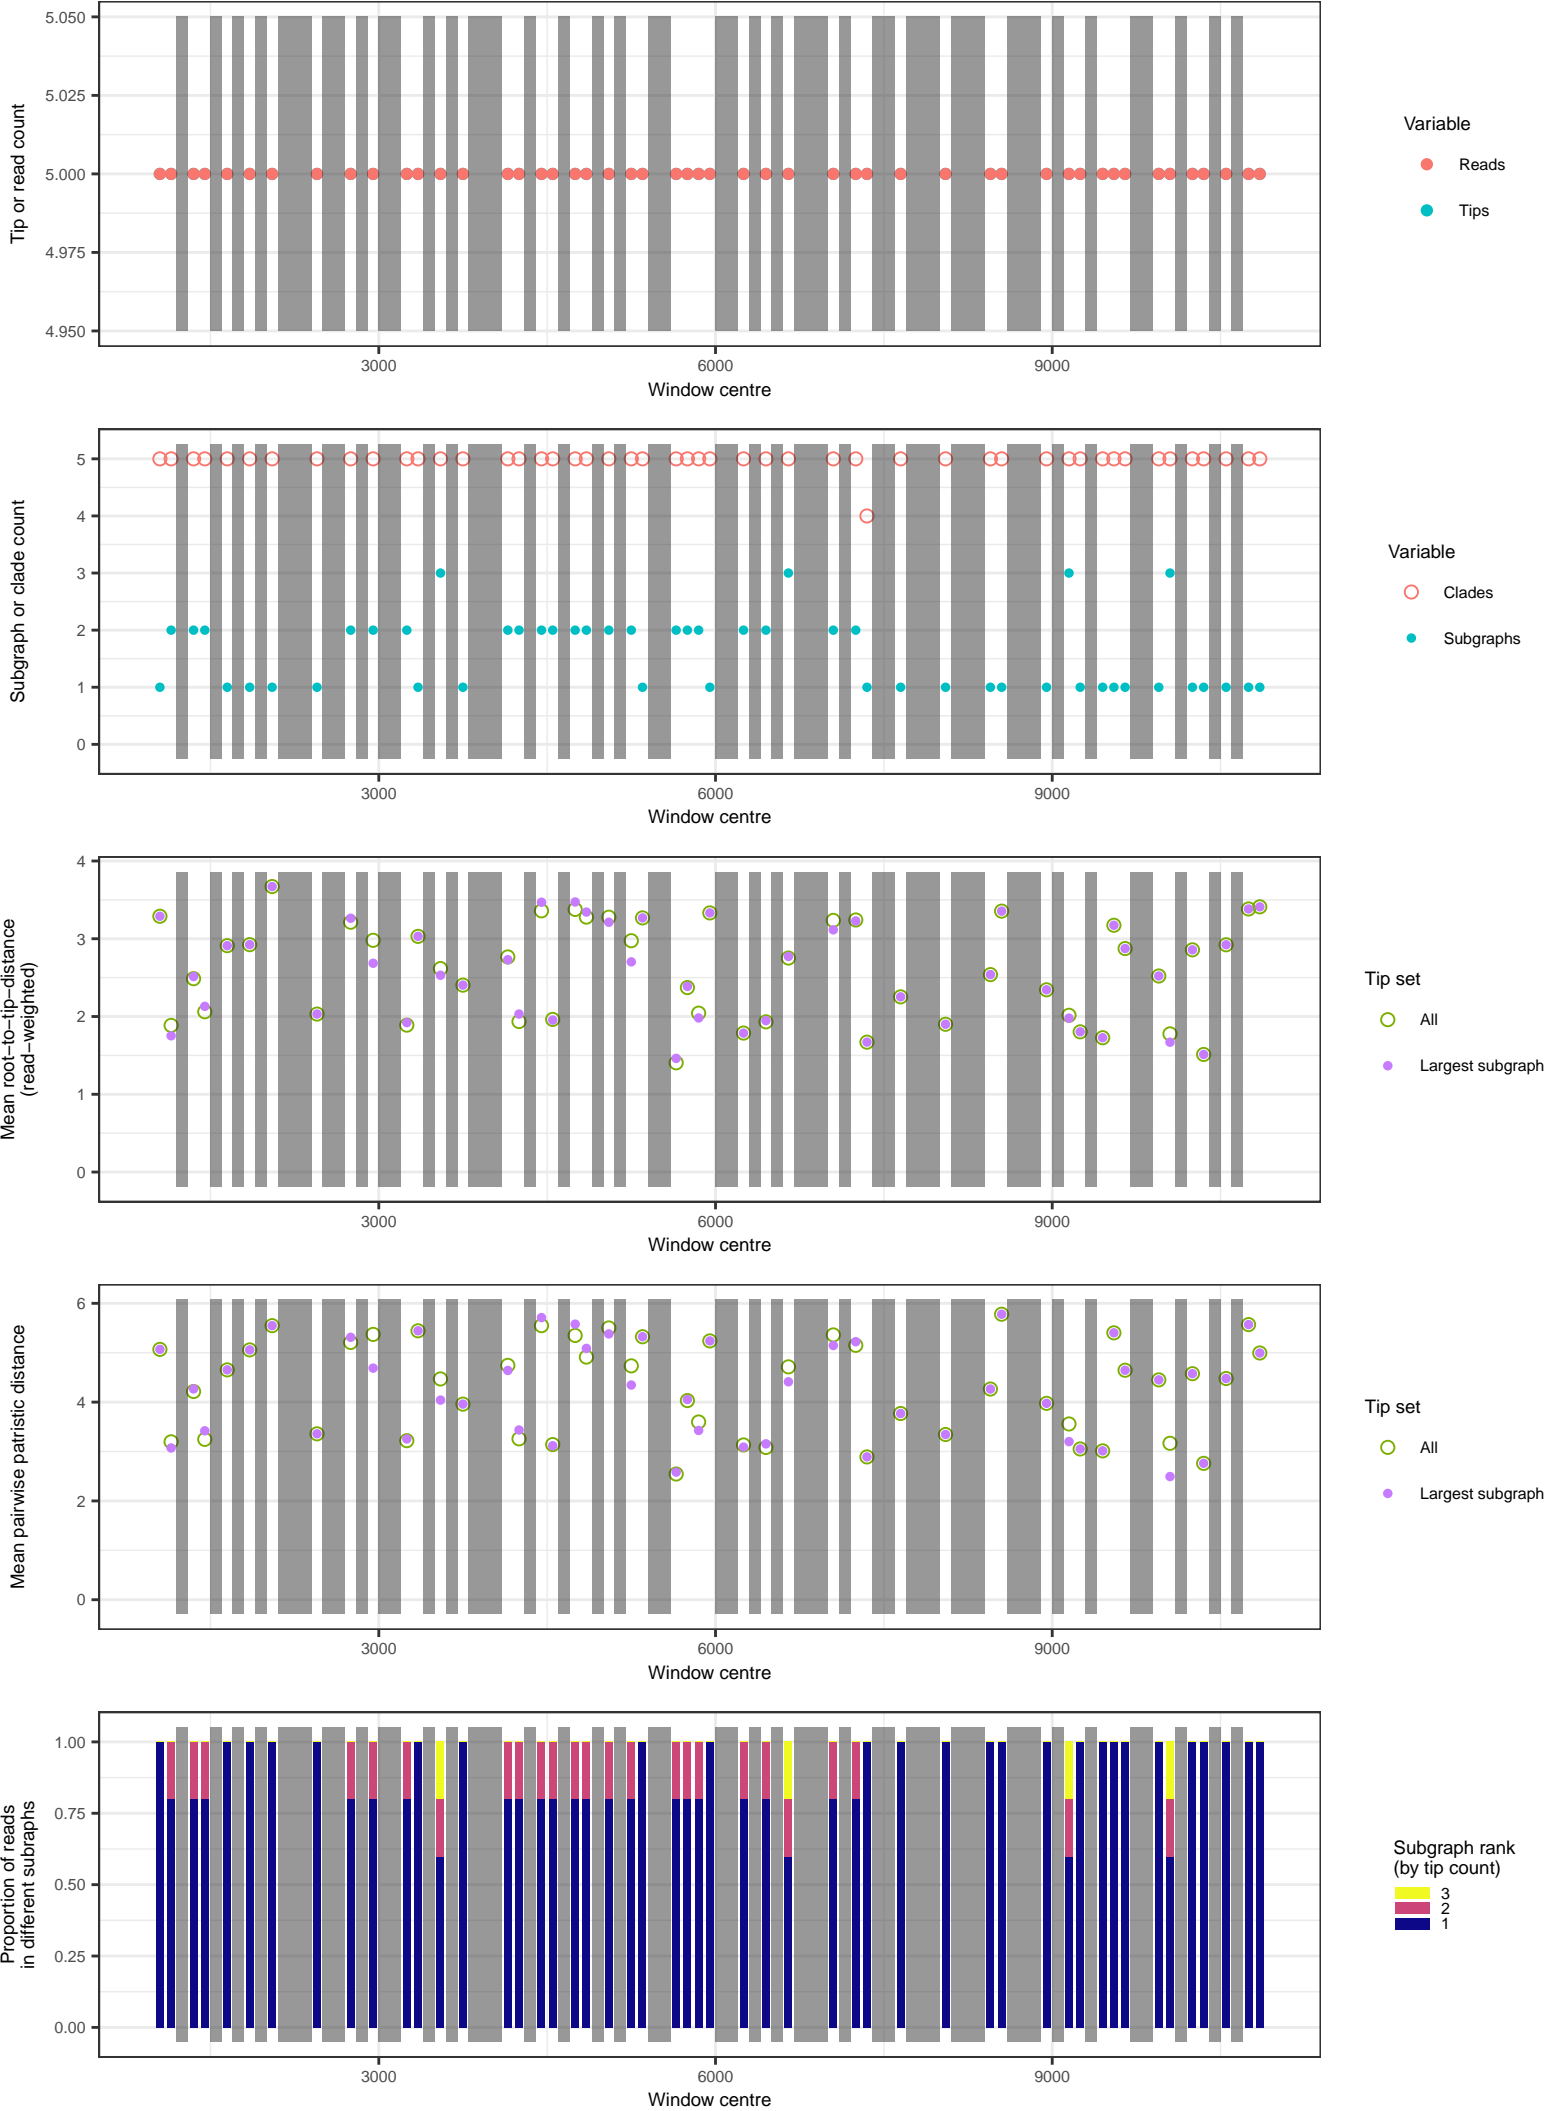 5.050
5.025
5.000
4.975
4.950
Tip or read count
3000 6000 9000
Window centre
Variable
Reads
Tips
5
4
3
2
1
0
Subgraph or clade count
3000 6000 9000
Window centre
Variable
Clades
Subgraphs
4
3
2
1
0
Mean root-to-tip-distance
(read-weighted)
3000 6000 9000
Window centre
Tip set
All
Largest subgraph
6
4
2
0
Mean pairwise patristic distance
3000 6000 9000
Window centre
Tip set
All
Largest subgraph
1.00
0.75
0.50
0.25
0.00
Proportion of reads
in different subraphs
3000 6000 9000
Window centre
Subgraph rank
(by tip count)
3
2
1